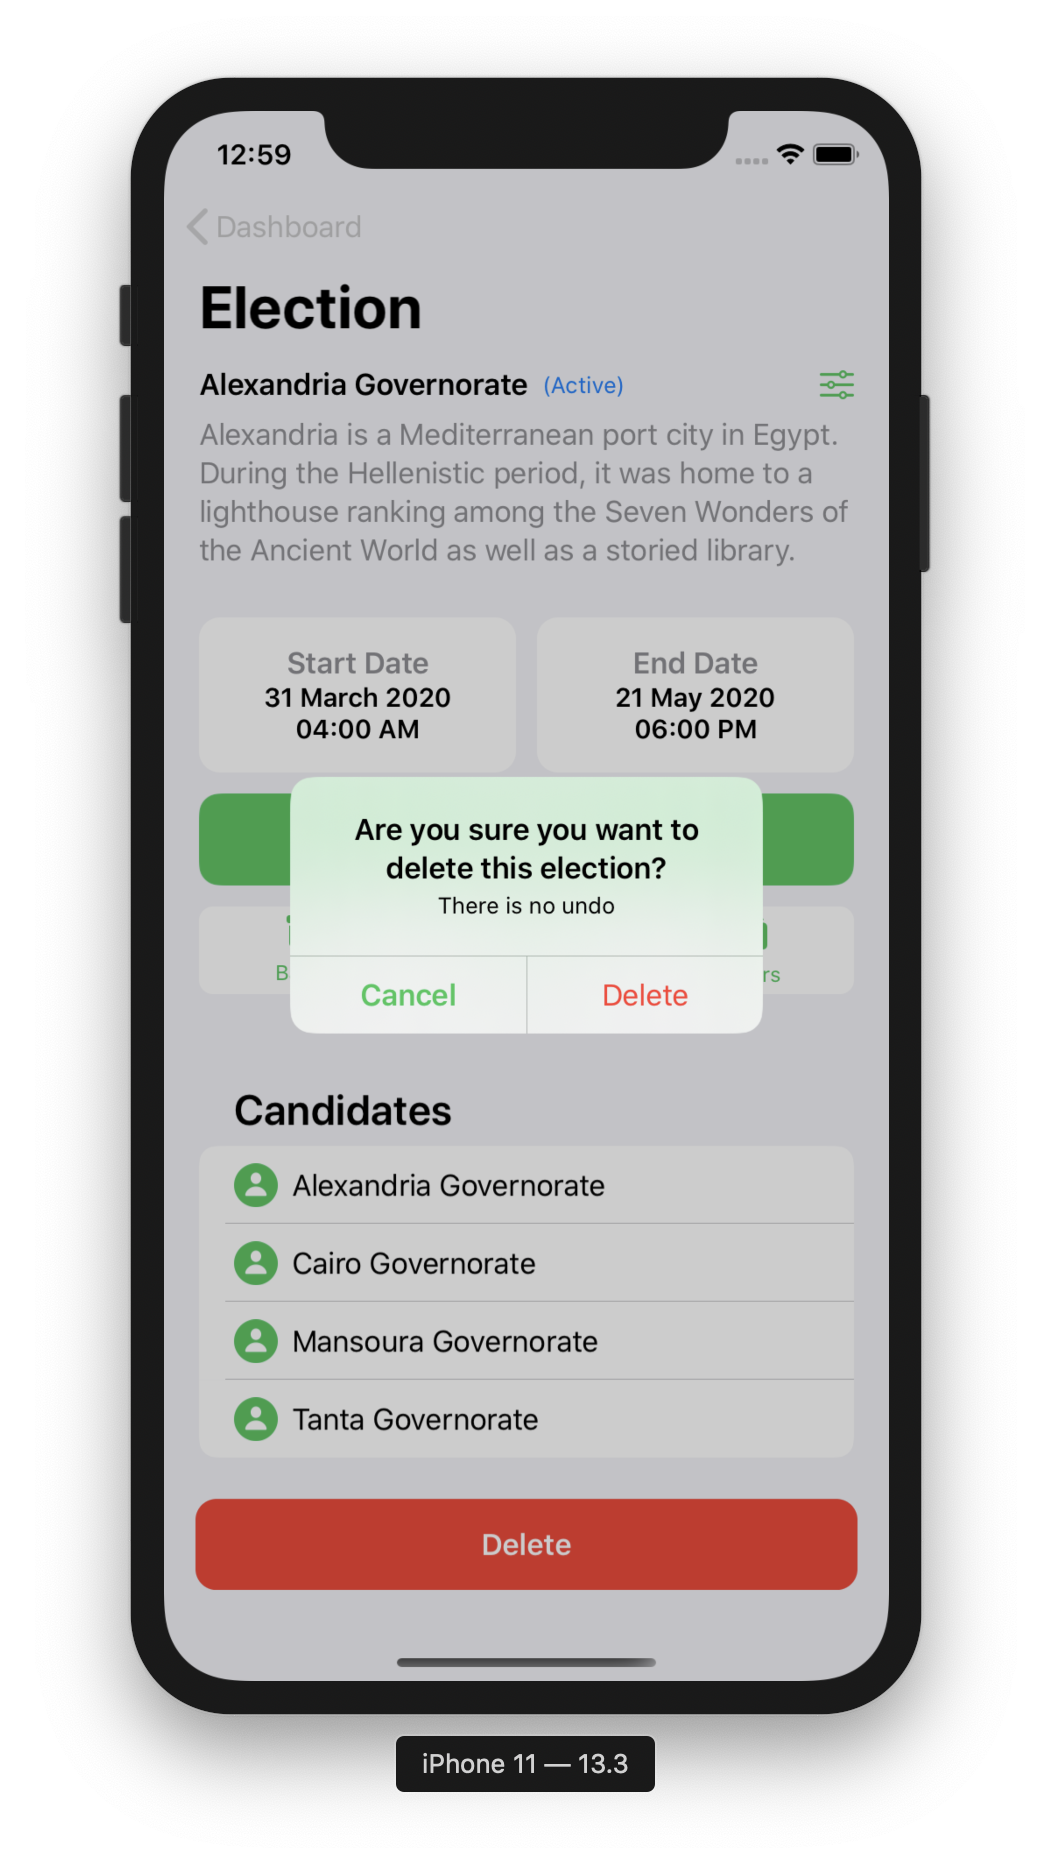 12:59
Dashboard
Election
Alexandria Governorate (Active)
Alexandria is a Mediterranean port city in Egypt.
During the Hellenistic period, it was home to a
lighthouse ranking among the Seven Wonders of
the Ancient World as well as a storied library.
Start Date
31 March 2020
04:00 AM
End Date
21 May 2020
06:00 PM
Are you sure you want to
delete this election?
There is no undo
Cancel
Delete
Candidates
Alexandria Governorate
Cairo Governorate
Mansoura Governorate
Tanta Governorate
Delete
iPhone 11 — 13.3